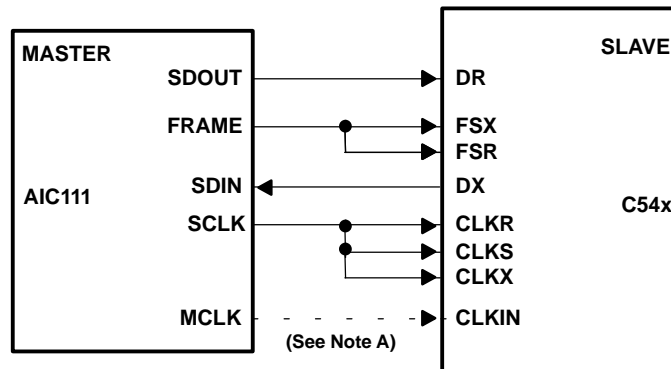 MASTER
SLAVE
SDOUT
DR
FRAME
FSX
FSR
SDIN
DX
AIC111
C54x
SCLK
CLKR
CLKS
CLKX
MCLK
CLKIN
(See Note A)